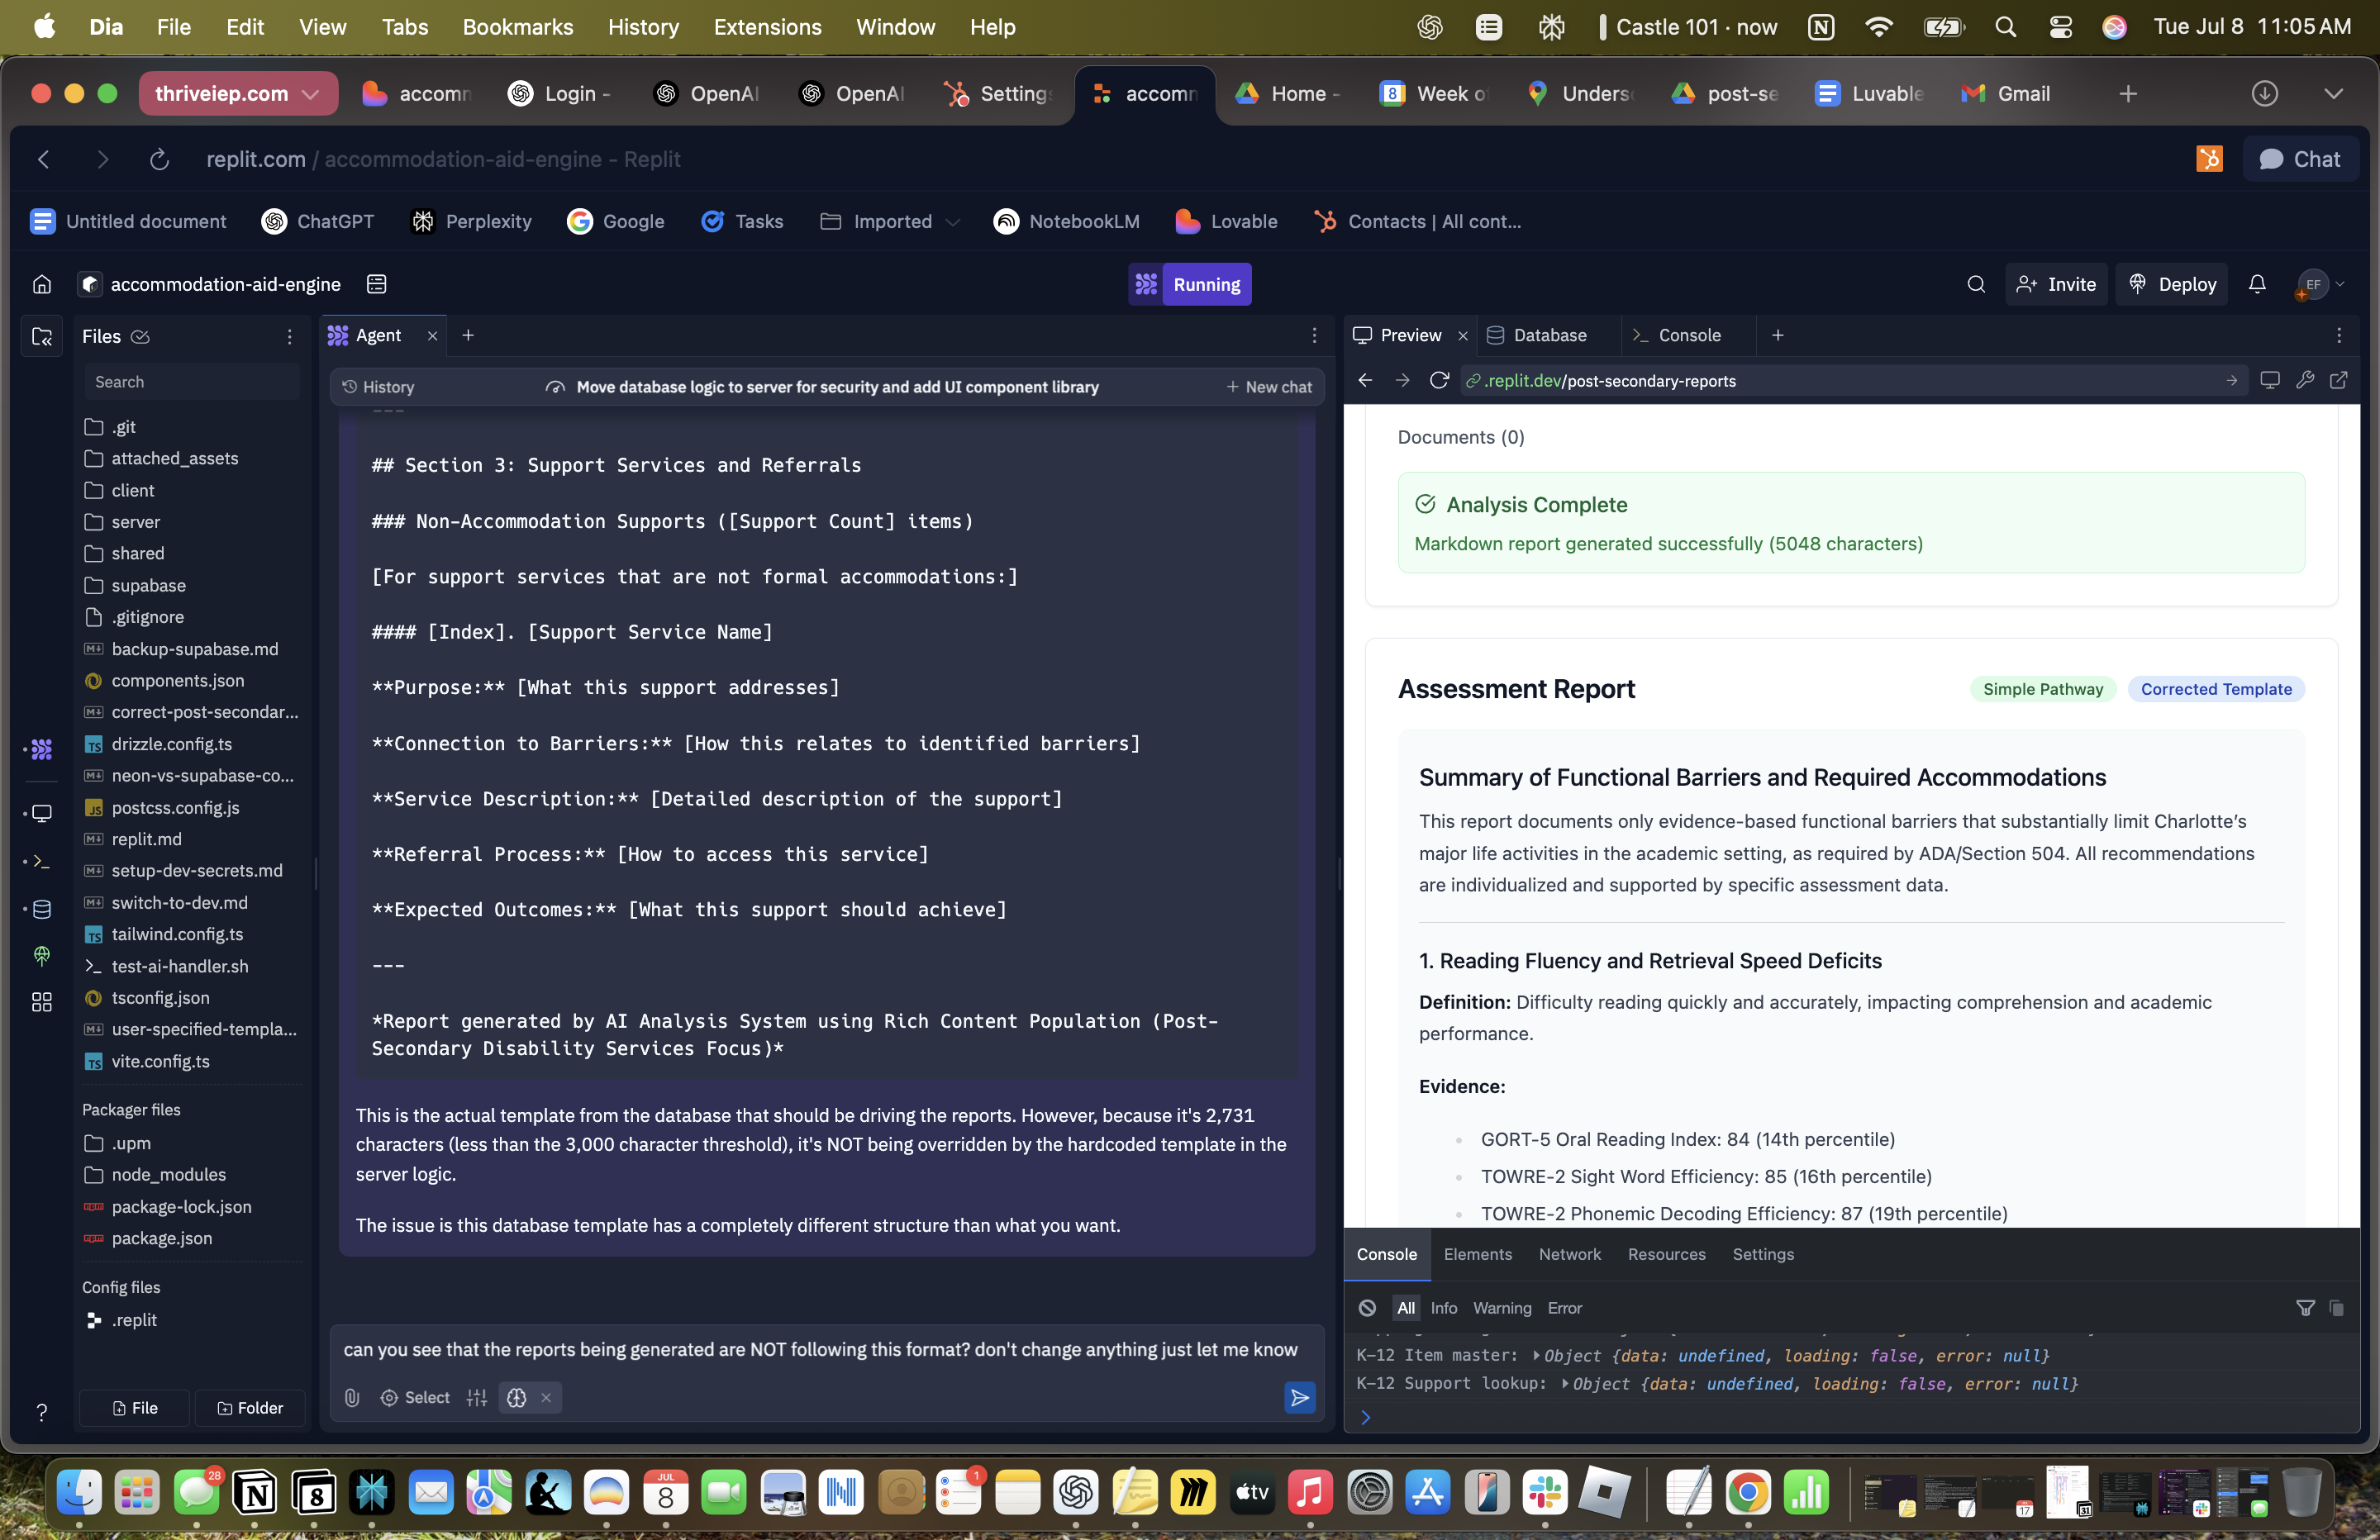 Dia File Edit View Tabs Bookmarks History Extensions Window Help
Castle 101 · now
Tue Jul 8 11:05 AM
thriveiep.com
accomm
Login -
OpenAI
OpenAI
Settings
accomm
Home -
Week o
Unders
post-se
Luvable
Gmail
replit.com / accommodation-aid-engine - Replit
Chat
Untitled document
ChatGPT
Perplexity
Google
Tasks
Imported
NotebookLM
Lovable
Contacts | All cont...
accommodation-aid-engine
Running
Invite
Deploy
EF
Files
Search
.git
attached_assets
client
server
shared
supabase
.gitignore
backup-supabase.md
components.json
correct-post-secondar...
drizzle.config.ts
neon-vs-supabase-co...
postcss.config.js
replit.md
setup-dev-secrets.md
switch-to-dev.md
tailwind.config.ts
test-ai-handler.sh
tsconfig.json
user-specified-templa...
vite.config.ts
Packager files
.upm
node_modules
package-lock.json
package.json
Config files
.replit
File
Folder
Agent
History
Move database logic to server for security and add UI component library
New chat
---
## Section 3: Support Services and Referrals
### Non-Accommodation Supports ([Support Count] items)
[For support services that are not formal accommodations:]
#### [Index]. [Support Service Name]
**Purpose:** [What this support addresses]
**Connection to Barriers:** [How this relates to identified barriers]
**Service Description:** [Detailed description of the support]
**Referral Process:** [How to access this service]
**Expected Outcomes:** [What this support should achieve]
---
*Report generated by AI Analysis System using Rich Content Population (Post-
Secondary Disability Services Focus)*
This is the actual template from the database that should be driving the reports. However, because it's 2,731
characters (less than the 3,000 character threshold), it's NOT being overridden by the hardcoded template in the
server logic.
The issue is this database template has a completely different structure than what you want.
can you see that the reports being generated are NOT following this format? don't change anything just let me know
Select
Preview
Database
Console
.replit.dev/post-secondary-reports
Documents (0)
Analysis Complete
Markdown report generated successfully (5048 characters)
Assessment Report
Simple Pathway
Corrected Template
Summary of Functional Barriers and Required Accommodations
This report documents only evidence-based functional barriers that substantially limit Charlotte's
major life activities in the academic setting, as required by ADA/Section 504. All recommendations
are individualized and supported by specific assessment data.
1. Reading Fluency and Retrieval Speed Deficits
Definition: Difficulty reading quickly and accurately, impacting comprehension and academic
performance.
Evidence:
GORT-5 Oral Reading Index: 84 (14th percentile)
TOWRE-2 Sight Word Efficiency: 85 (16th percentile)
TOWRE-2 Phonemic Decoding Efficiency: 87 (19th percentile)
Console Elements Network Resources Settings
All Info Warning Error
K-12 Item master: Object {data: undefined, loading: false, error: null}
K-12 Support lookup: Object {data: undefined, loading: false, error: null}
28
8
JUL
8
1
tv
17